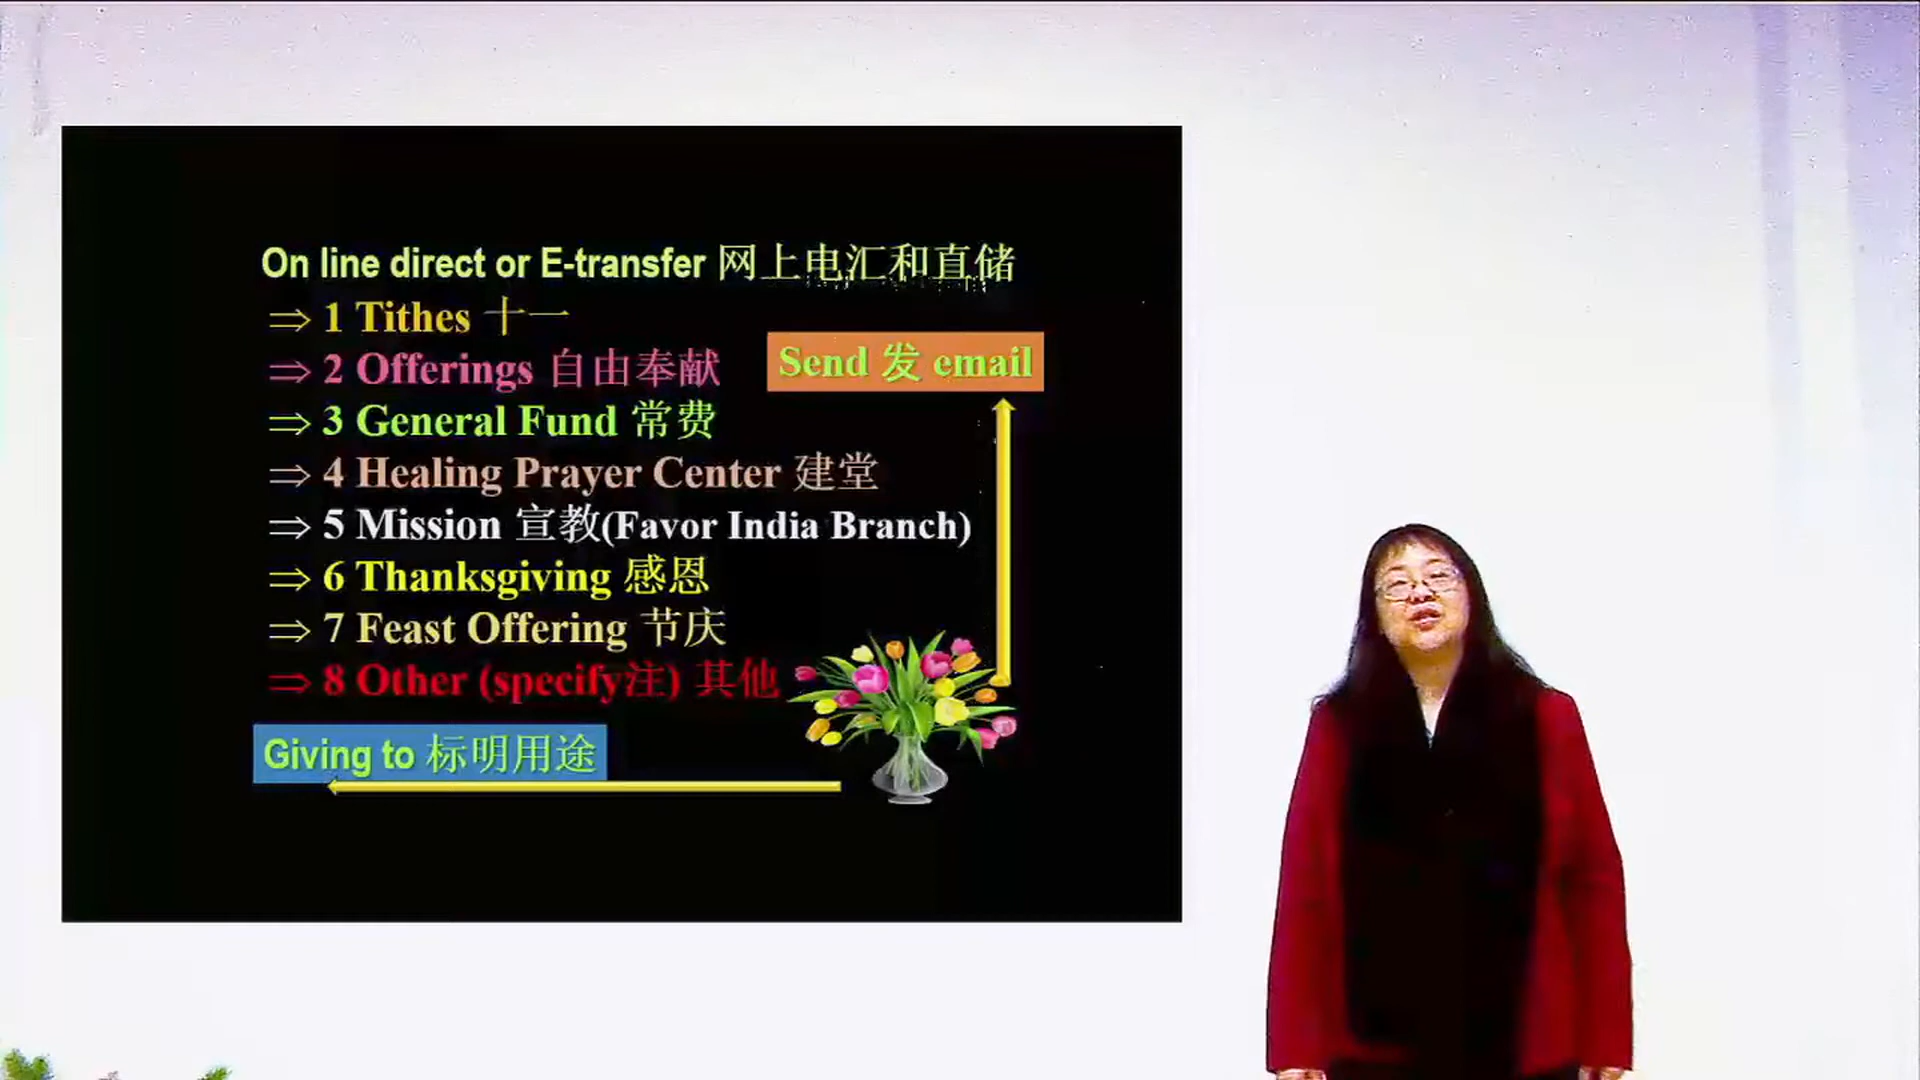 On line direct or E-transfer 网上电汇和直储
⇒ 1 Tithes 十一
⇒ 2 Offerings 自由奉献
Send 发 email
⇒ 3 General Fund 常费
⇒ 4 Healing Prayer Center 建堂
⇒ 5 Mission 宣教(Favor India Branch)
⇒ 6 Thanksgiving 感恩
⇒ 7 Feast Offering 节庆
⇒ 8 Other (specify注) 其他
Giving to 标明用途